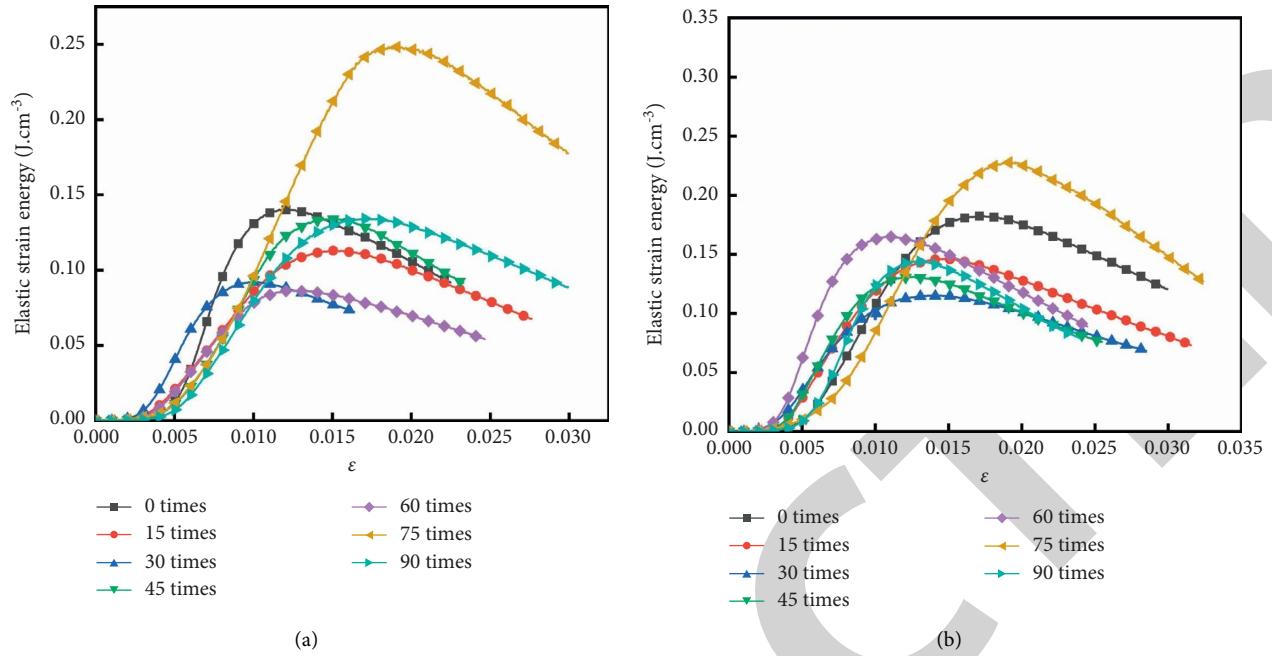 0.25
0.20
0.15
0.10
0.05
0.00
Elastic strain energy (J.cm⁻³)
0.000 0.005 0.010 0.015 0.020 0.025 0.030
ε
0 times
15 times
30 times
45 times
60 times
75 times
90 times
(a)
0.35
0.30
0.25
0.20
0.15
0.10
0.05
0.00
Elastic strain energy (J.cm⁻³)
0.000 0.005 0.010 0.015 0.020 0.025 0.030 0.035
ε
0 times
15 times
30 times
45 times
60 times
75 times
90 times
(b)